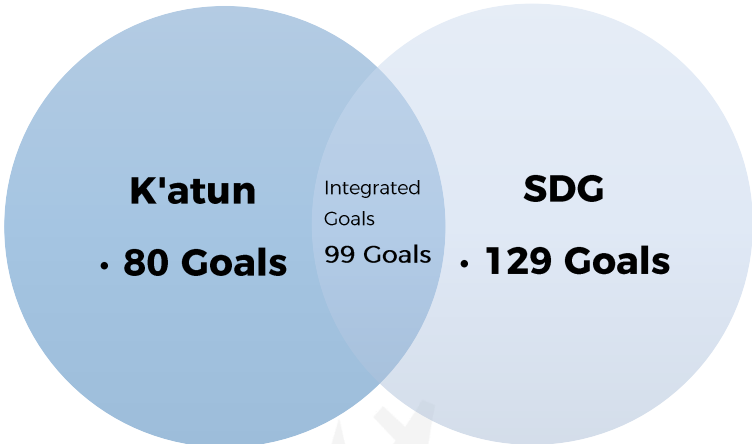 K'atun
• 80 Goals
Integrated
Goals
99 Goals
SDG
• 129 Goals